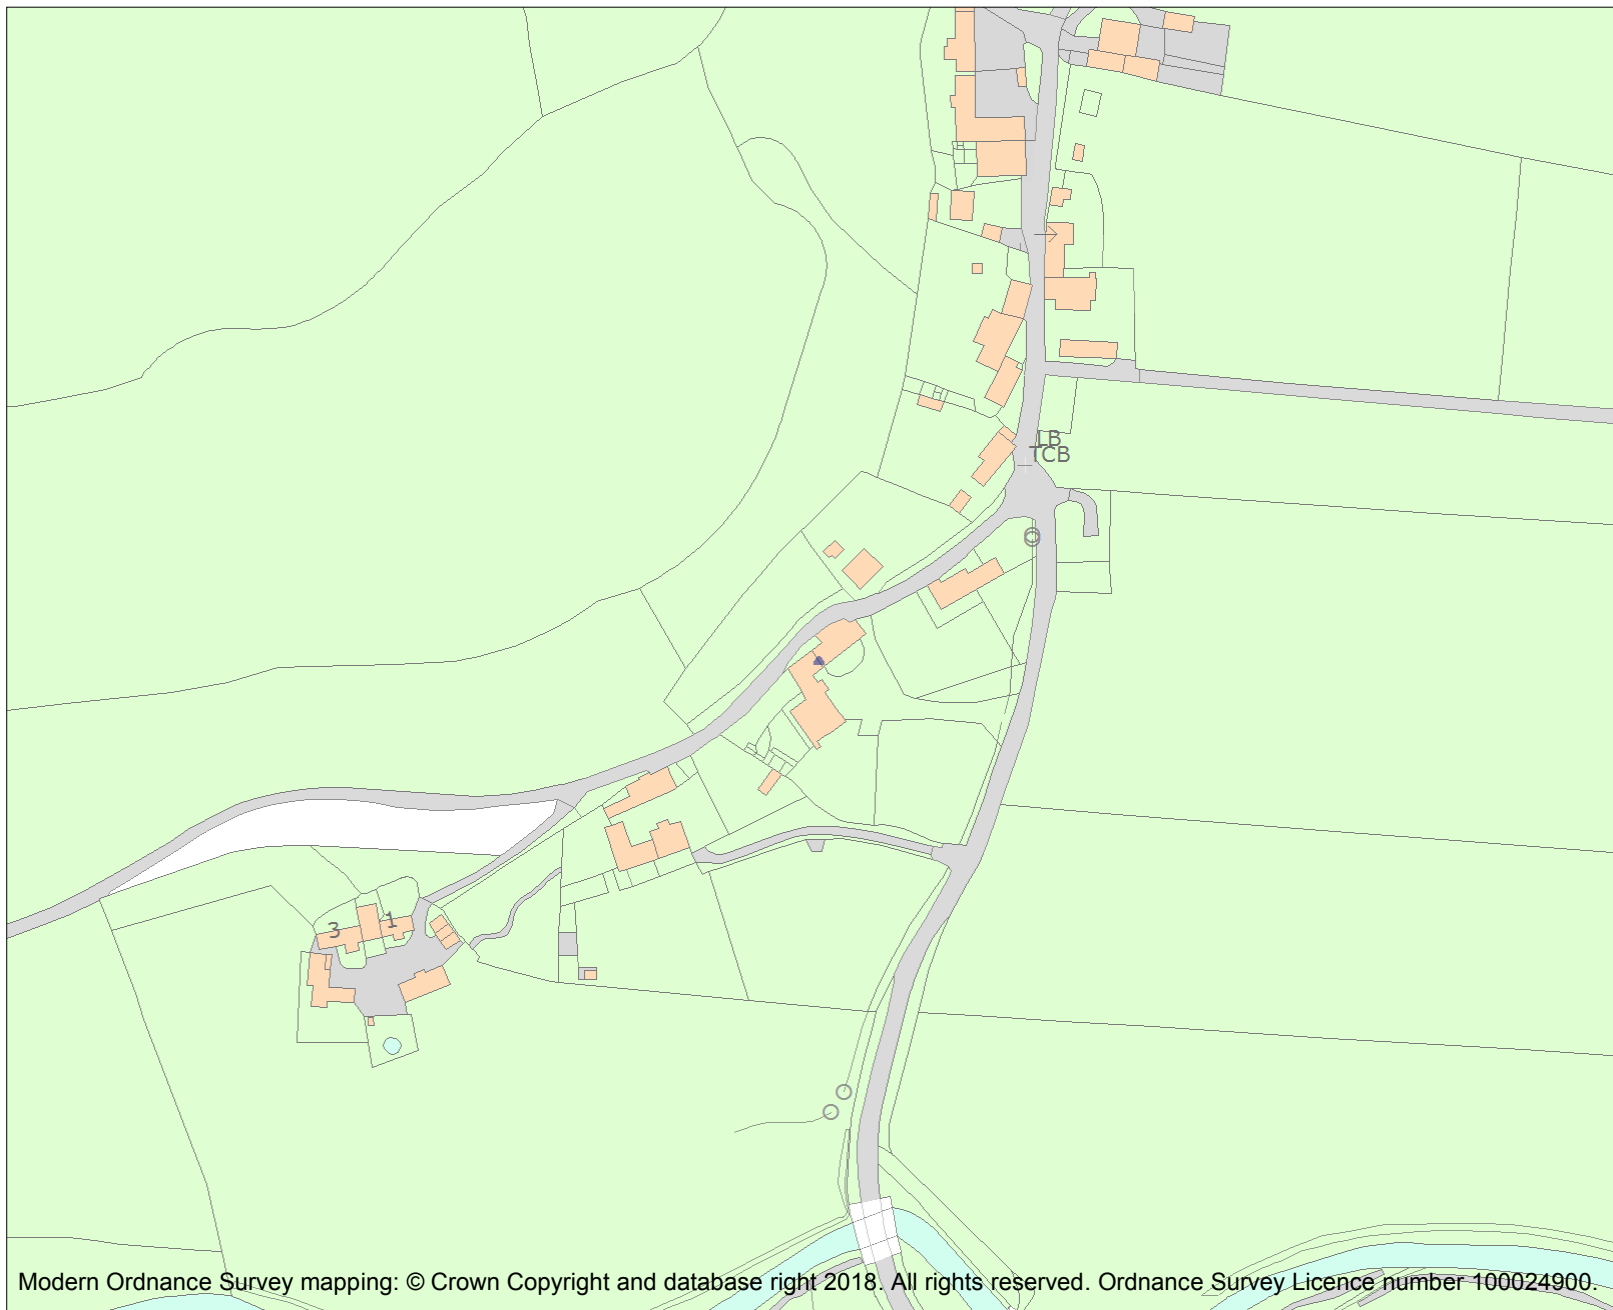 LB
TCB
3
1
Modern Ordnance Survey mapping: © Crown Copyright and database right 2018. All rights reserved. Ordnance Survey Licence number 100024900.